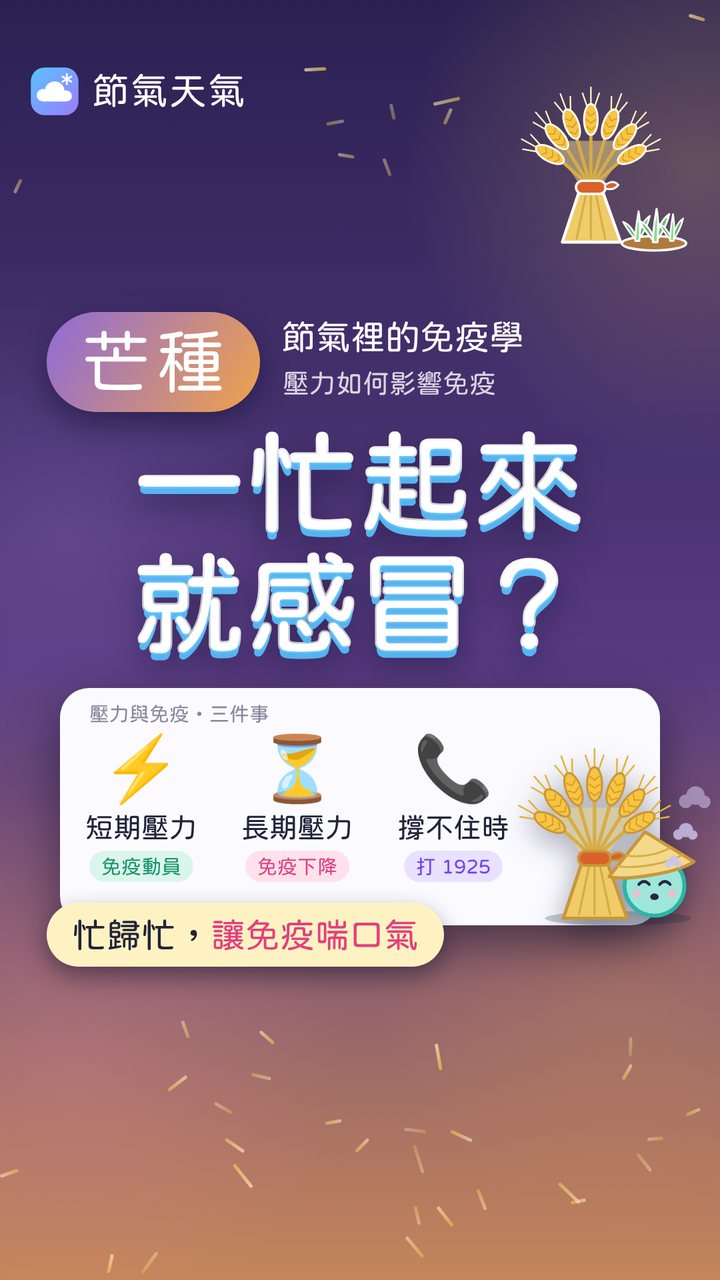 節氣天氣
芒種
節氣裡的免疫學
壓力如何影響免疫
一忙起來
就感冒？
壓力與免疫・三件事
短期壓力
免疫動員
長期壓力
免疫下降
撐不住時
打 1925
忙歸忙，讓免疫喘口氣